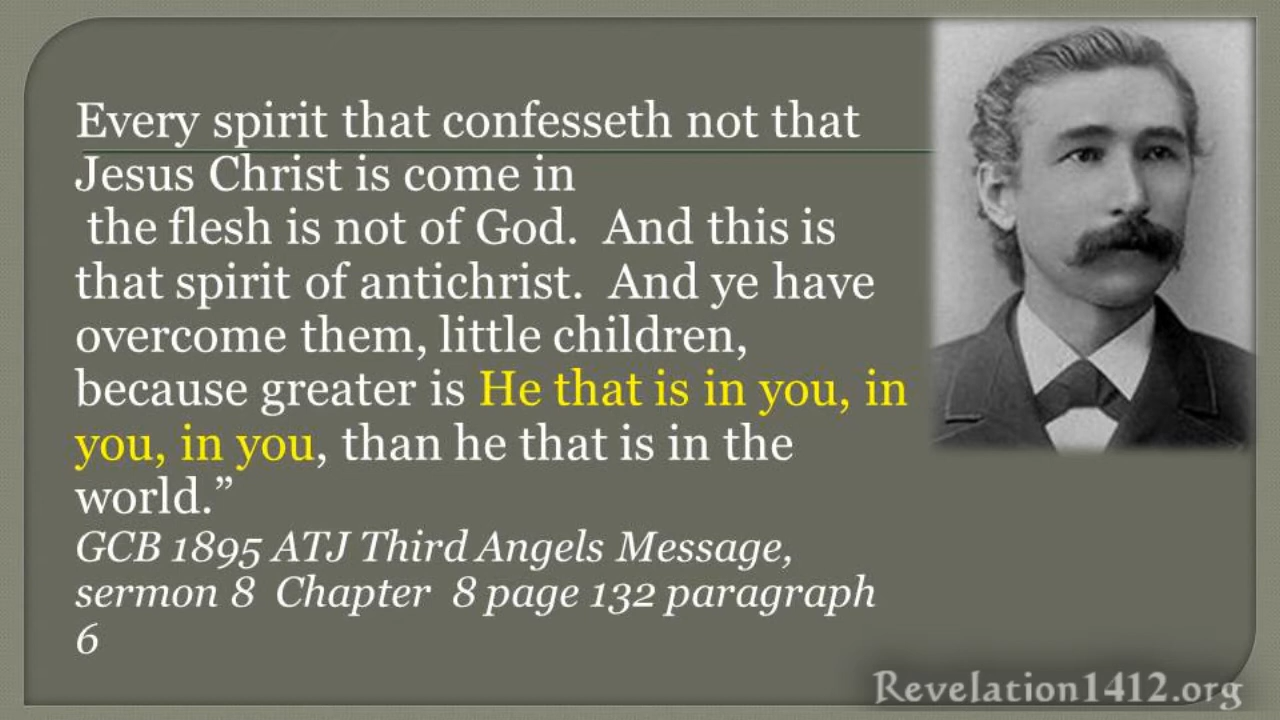 Every spirit that confesseth not that
Jesus Christ is come in
the flesh is not of God.  And this is
that spirit of antichrist.  And ye have
overcome them, little children,
because greater is He that is in you, in
you, in you, than he that is in the
world.”
GCB 1895 ATJ Third Angels Message,
sermon 8  Chapter  8 page 132 paragraph
6
Revelation1412.org